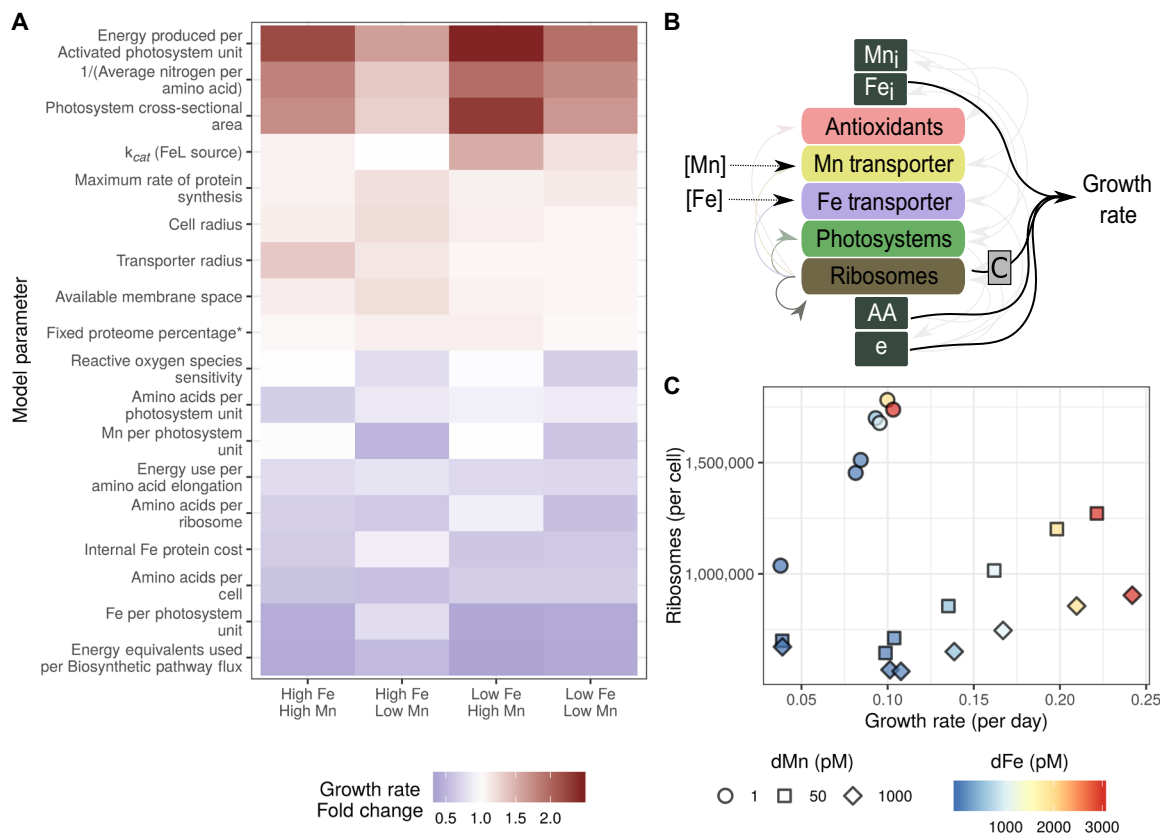 A
Model parameter
Energy produced per
Activated photosystem unit
1/(Average nitrogen per
amino acid)
Photosystem cross-sectional
area
kcat (FeL source)
Maximum rate of protein
synthesis
Cell radius
Transporter radius
Available membrane space
Fixed proteome percentage*
Reactive oxygen species
sensitivity
Amino acids per
photosystem unit
Mn per photosystem
unit
Energy use per
amino acid elongation
Amino acids per
ribosome
Internal Fe protein cost
Amino acids per
cell
Fe per photosystem
unit
Energy equivalents used
per Biosynthetic pathway flux
High Fe
High Mn
High Fe
Low Mn
Low Fe
High Mn
Low Fe
Low Mn
Growth rate
Fold change
0.5 1.0 2.0
B
Mni
Fei
Antioxidants
Mn transporter
Fe transporter
Photosystems
Ribosomes
AA
e
[Mn]
[Fe]
C
Growth
rate
C
Ribosomes (per cell)
1,500,000
1,000,000
0.05 0.10 0.15 0.20 0.25
Growth rate (per day)
dMn (pM)
1 50 1000
dFe (pM)
1000 2000 3000